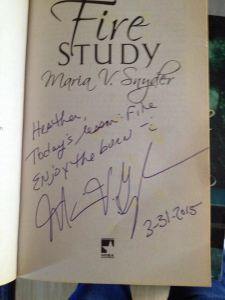 Fire
STUDY
Maria V. Snyder
Heather,
Today's lesson: Fire
Enjoy the burn :)
3-31-2015